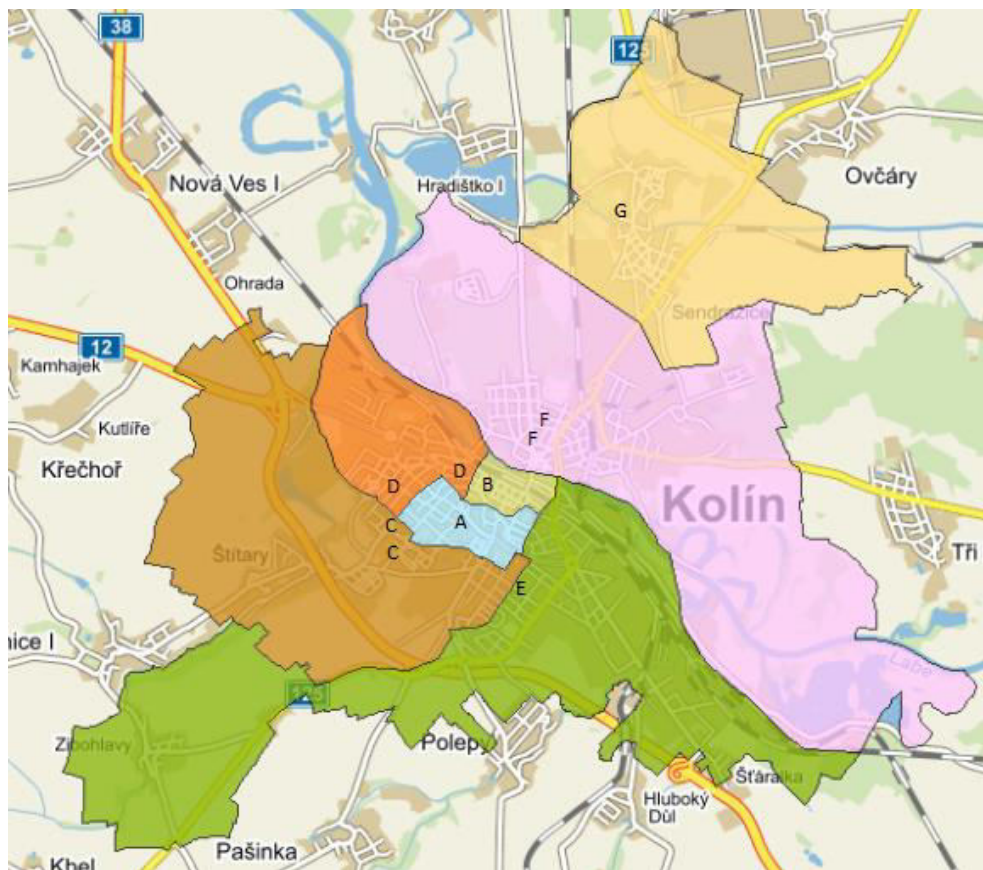 38
125
Nová Ves I
Hradištko I
Ovčáry
G
Ohrada
Sendražice
12
Kamhajek
Kutlíře
F
F
Křečhoř
D
D
B
Kolín
C
A
C
Štítary
Tři
E
nice I
Labe
125
Zibohlavy
Polepy
Šťáralka
Hluboký
Důl
Pašinka
Khel